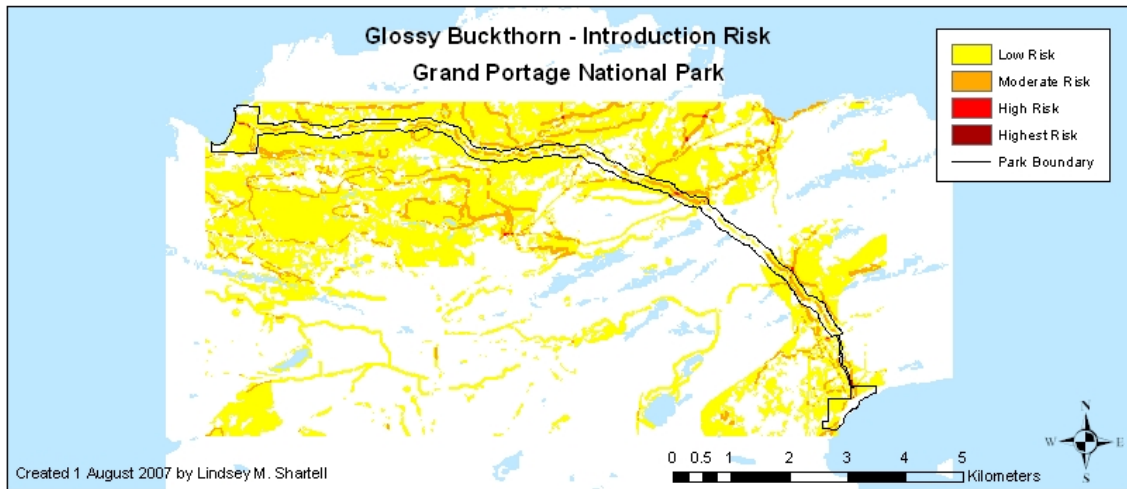 Glossy Buckthorn - Introduction Risk
Grand Portage National Park
Low Risk
Moderate Risk
High Risk
Highest Risk
Park Boundary
N
W E
S
0 0.5 1 2 3 4 5
Kilometers
Created 1 August 2007 by Lindsey M. Shartell